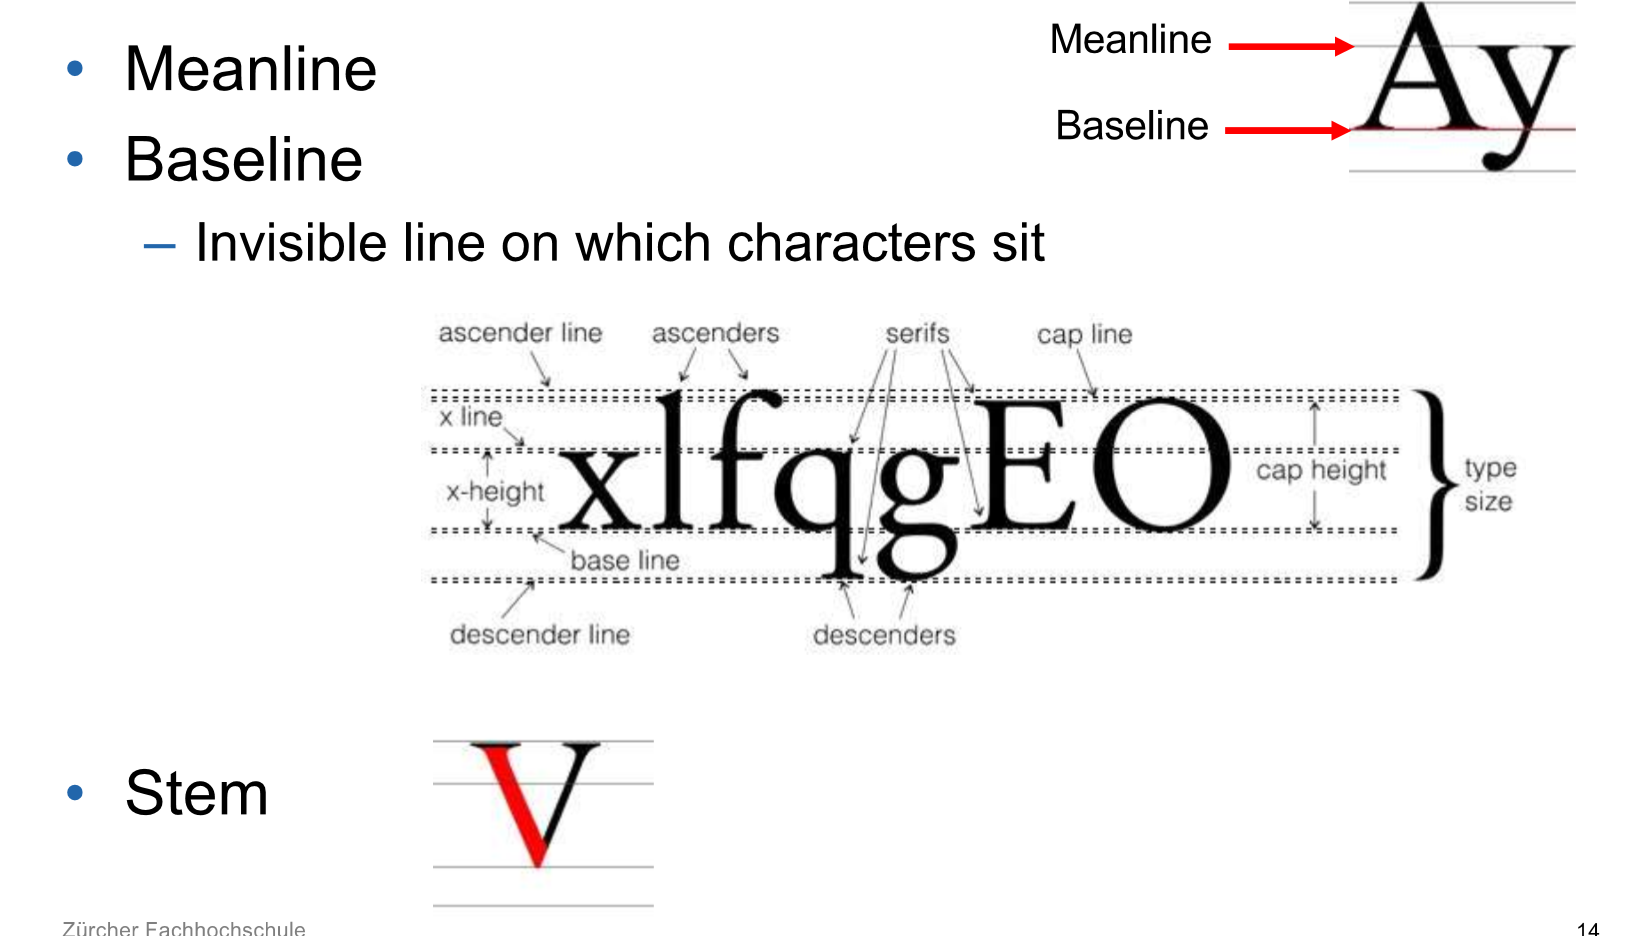 • Meanline
Meanline
Ay
• Baseline
Baseline
– Invisible line on which characters sit
ascender line ascenders serifs cap line
x line
xlfqgEO
x-height
cap height
type
size
base line
descender line descenders
• Stem
V
Zürcher Fachhochschule
14